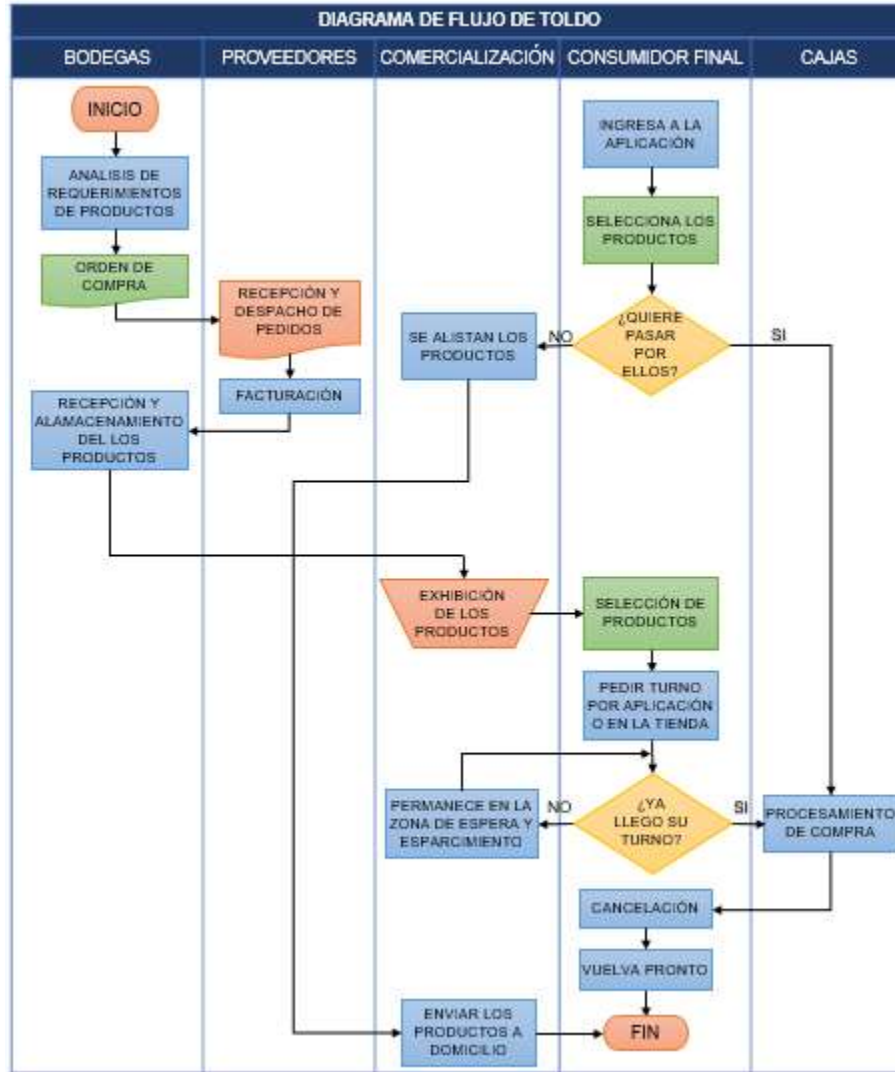 DIAGRAMA DE FLUJO DE TOLDO
BODEGAS
PROVEEDORES
COMERCIALIZACIÓN
CONSUMIDOR FINAL
CAJAS
INICIO
ANALISIS DE
REQUERIMIENTOS
DE PRODUCTOS
ORDEN DE
COMPRA
RECEPCIÓN Y
DESPACHO DE
PEDIDOS
FACTURACIÓN
RECEPCIÓN Y
ALAMACENAMIENTO
DEL LOS
PRODUCTOS
INGRESA A LA
APLICACIÓN
SELECCIONA LOS
PRODUCTOS
¿QUIERE
PASAR
POR
ELLOS?
NO
SI
SE ALISTAN LOS
PRODUCTOS
EXHIBICIÓN
DE LOS
PRODUCTOS
SELECCIÓN DE
PRODUCTOS
PEDIR TURNO
POR APLICACIÓN
O EN LA TIENDA
¿YA
LLEGO SU
TURNO?
NO
SI
PERMANECE EN LA
ZONA DE ESPERA Y
ESPARCIMIENTO
PROCESAMIENTO
DE COMPRA
CANCELACIÓN
VUELVA PRONTO
ENVIAR LOS
PRODUCTOS A
DOMICILIO
FIN